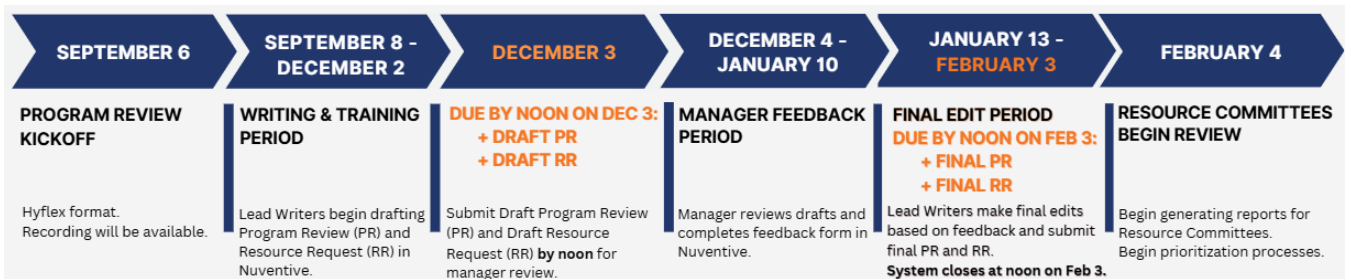 SEPTEMBER 6
SEPTEMBER 8 -
DECEMBER 2
DECEMBER 3
DECEMBER 4 -
JANUARY 10
JANUARY 13 -
FEBRUARY 3
FEBRUARY 4
PROGRAM REVIEW
KICKOFF
Hyflex format.
Recording will be available.
WRITING & TRAINING
PERIOD
Lead Writers begin drafting
Program Review (PR) and
Resource Request (RR) in
Nuventive.
DUE BY NOON ON DEC 3:
+ DRAFT PR
+ DRAFT RR
Submit Draft Program Review
(PR) and Draft Resource
Request (RR) by noon for
manager review.
MANAGER FEEDBACK
PERIOD
Manager reviews drafts and
completes feedback form in
Nuventive.
FINAL EDIT PERIOD
DUE BY NOON ON FEB 3:
+ FINAL PR
+ FINAL RR
Lead Writers make final edits
based on feedback and submit
final PR and RR.
System closes at noon on Feb 3.
RESOURCE COMMITTEES
BEGIN REVIEW
Begin generating reports for
Resource Committees.
Begin prioritization processes.